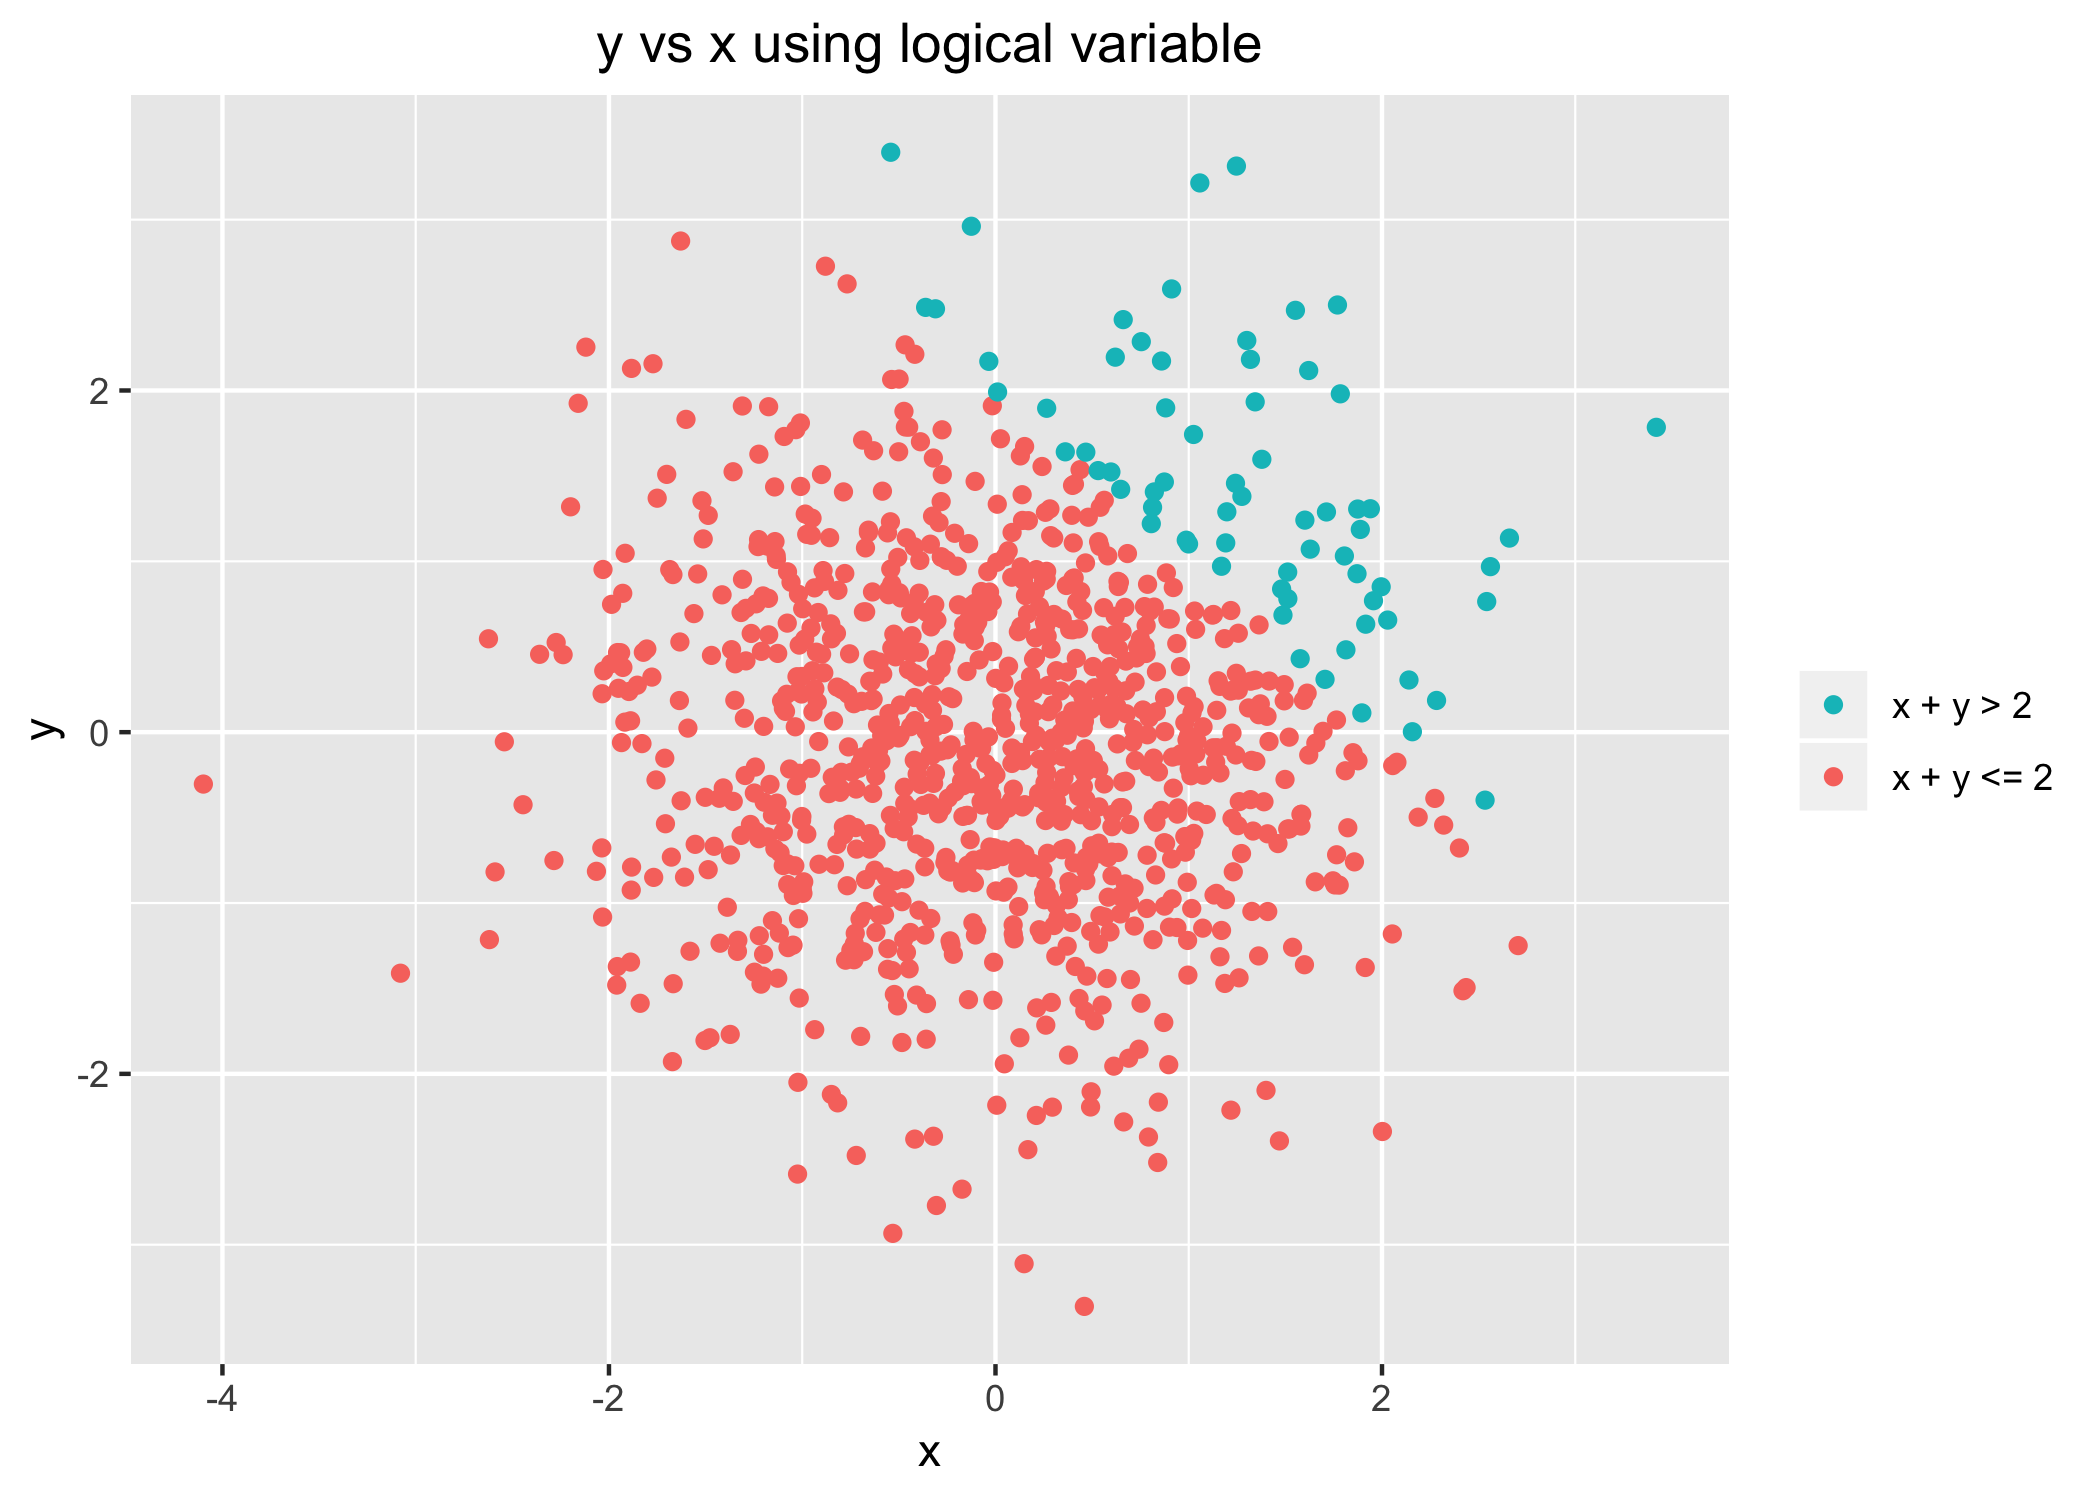 y vs x using logical variable
y
2
0
-2
-4
-2
0
2
x
x + y > 2
x + y <= 2